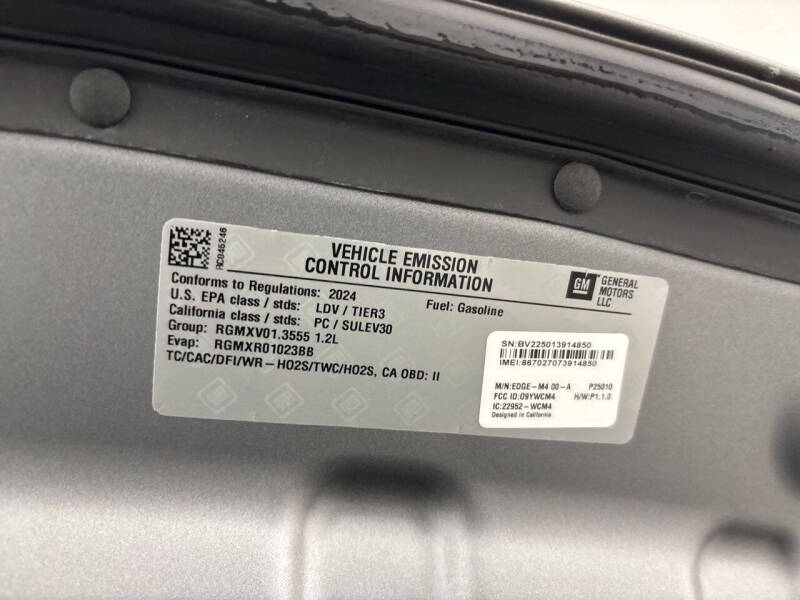 RC045246
VEHICLE EMISSION
CONTROL INFORMATION
GM
GENERAL
MOTORS
LLC
Conforms to Regulations: 2024
Fuel: Gasoline
U.S. EPA class / stds: LDV / TIER3
California class / stds: PC / SULEV30
Group: RGMXV01.3555 1.2L
Evap: RGMXR01023BB
TC/CAC/DFI/WR-HO2S/TWC/HO2S, CA OBD: II
SN:BV225013914850
IMEI:867027073914850
M/N:EDGE-M4 00-A P25010
FCC ID:O9YWCM4 H/W:P1.1.0
IC:22952-WCM4
Designed in California